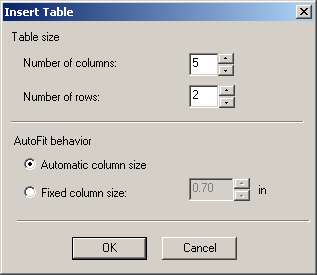 Insert Table
Table size
Number of columns: 5
Number of rows: 2
AutoFit behavior
Automatic column size
Fixed column size: 0.70 in
OK Cancel